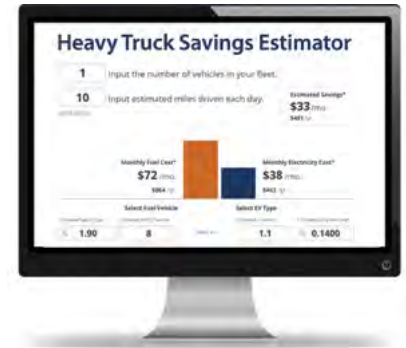 Heavy Truck Savings Estimator
1 Input the number of vehicles in your fleet.
10 Input estimated miles driven each day.
Estimated Savings*
$33 /mo.
Monthly Fuel Cost*
$72 /mo.
$864
Monthly Electricity Cost*
$38 /mo.
Select Fuel Vehicle
Select EV Type
1.90 8 1.1 0.1400